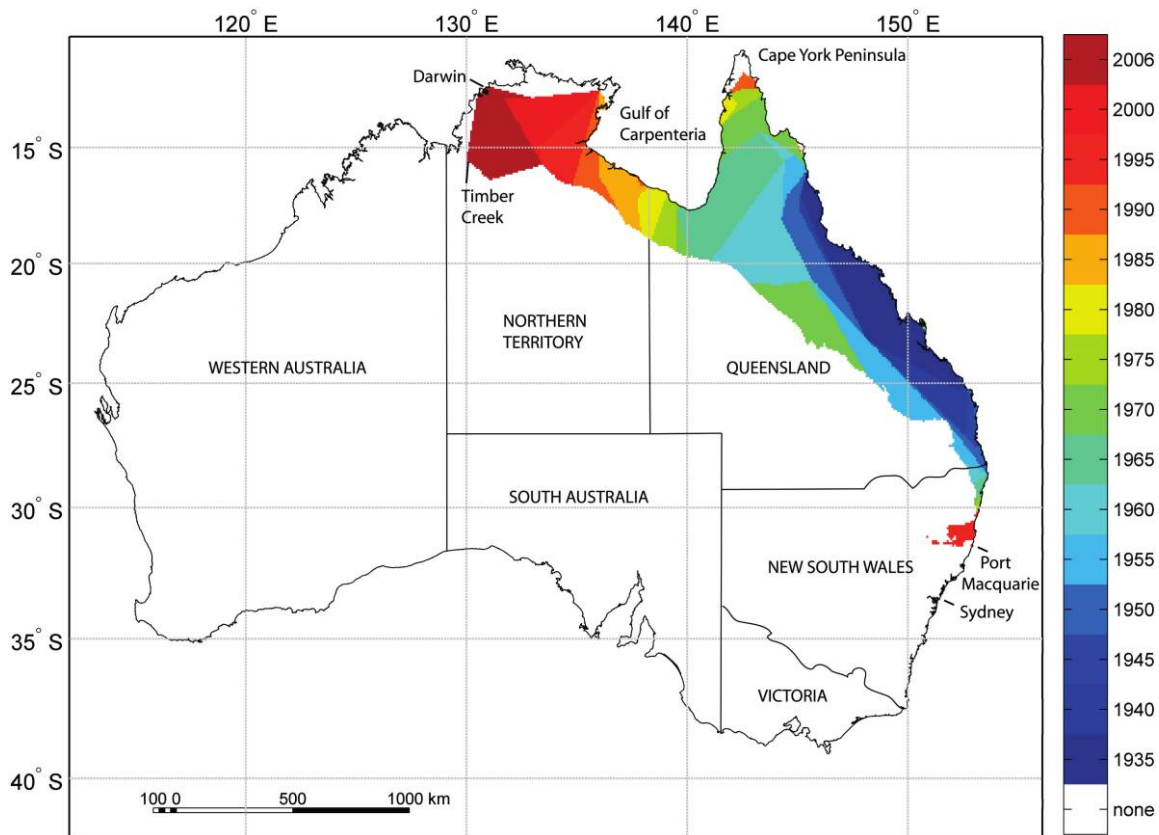 120° E
130° E
140° E
150° E
Cape York Peninsula
Darwin
Gulf of
Carpenteria
15° S
Timber
Creek
20° S
NORTHERN
TERRITORY
WESTERN AUSTRALIA
QUEENSLAND
25° S
SOUTH AUSTRALIA
30° S
NEW SOUTH WALES
Port
Macquarie
Sydney
35° S
VICTORIA
40° S
100 0 500 1000 km
2006
2000
1995
1990
1985
1980
1975
1970
1965
1960
1955
1950
1945
1940
1935
none